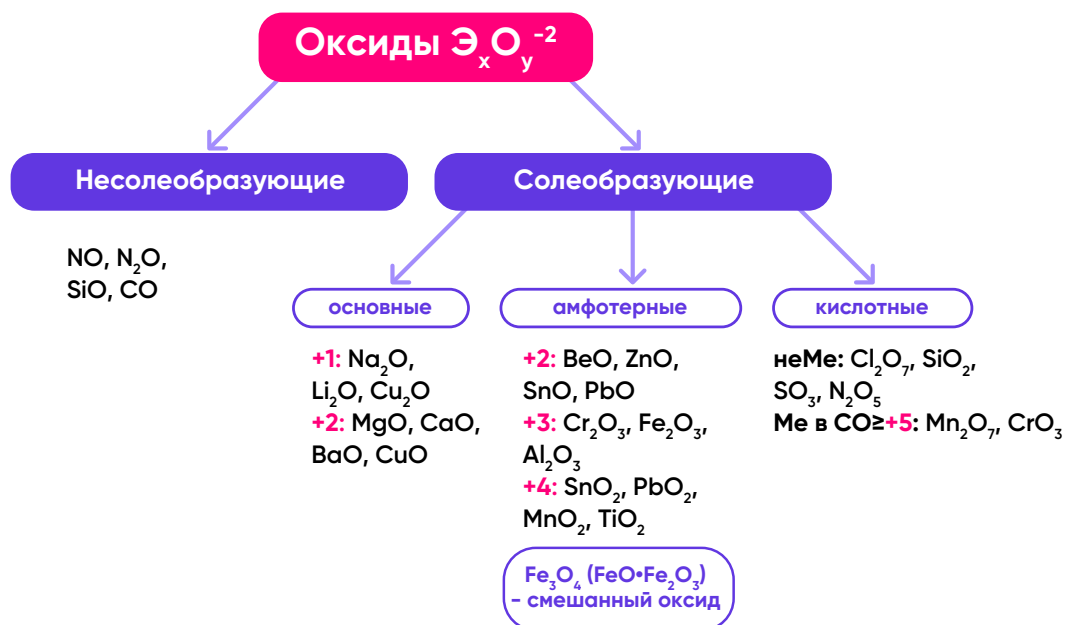 Оксиды ЭₓOᵧ⁻²
Несолеобразующие
Солеобразующие
NO, N₂O,
SiO, CO
основные
+1: Na₂O,
Li₂O, Cu₂O
+2: MgO, CaO,
BaO, CuO
амфотерные
+2: BeO, ZnO,
SnO, PbO
+3: Cr₂O₃, Fe₂O₃,
Al₂O₃
+4: SnO₂, PbO₂,
MnO₂, TiO₂
Fe₃O₄ (FeO•Fe₂O₃)
- смешанный оксид
кислотные
неМе: Cl₂O₇, SiO₂,
SO₃, N₂O₅
Ме в СО≥+5: Mn₂O₇, CrO₃